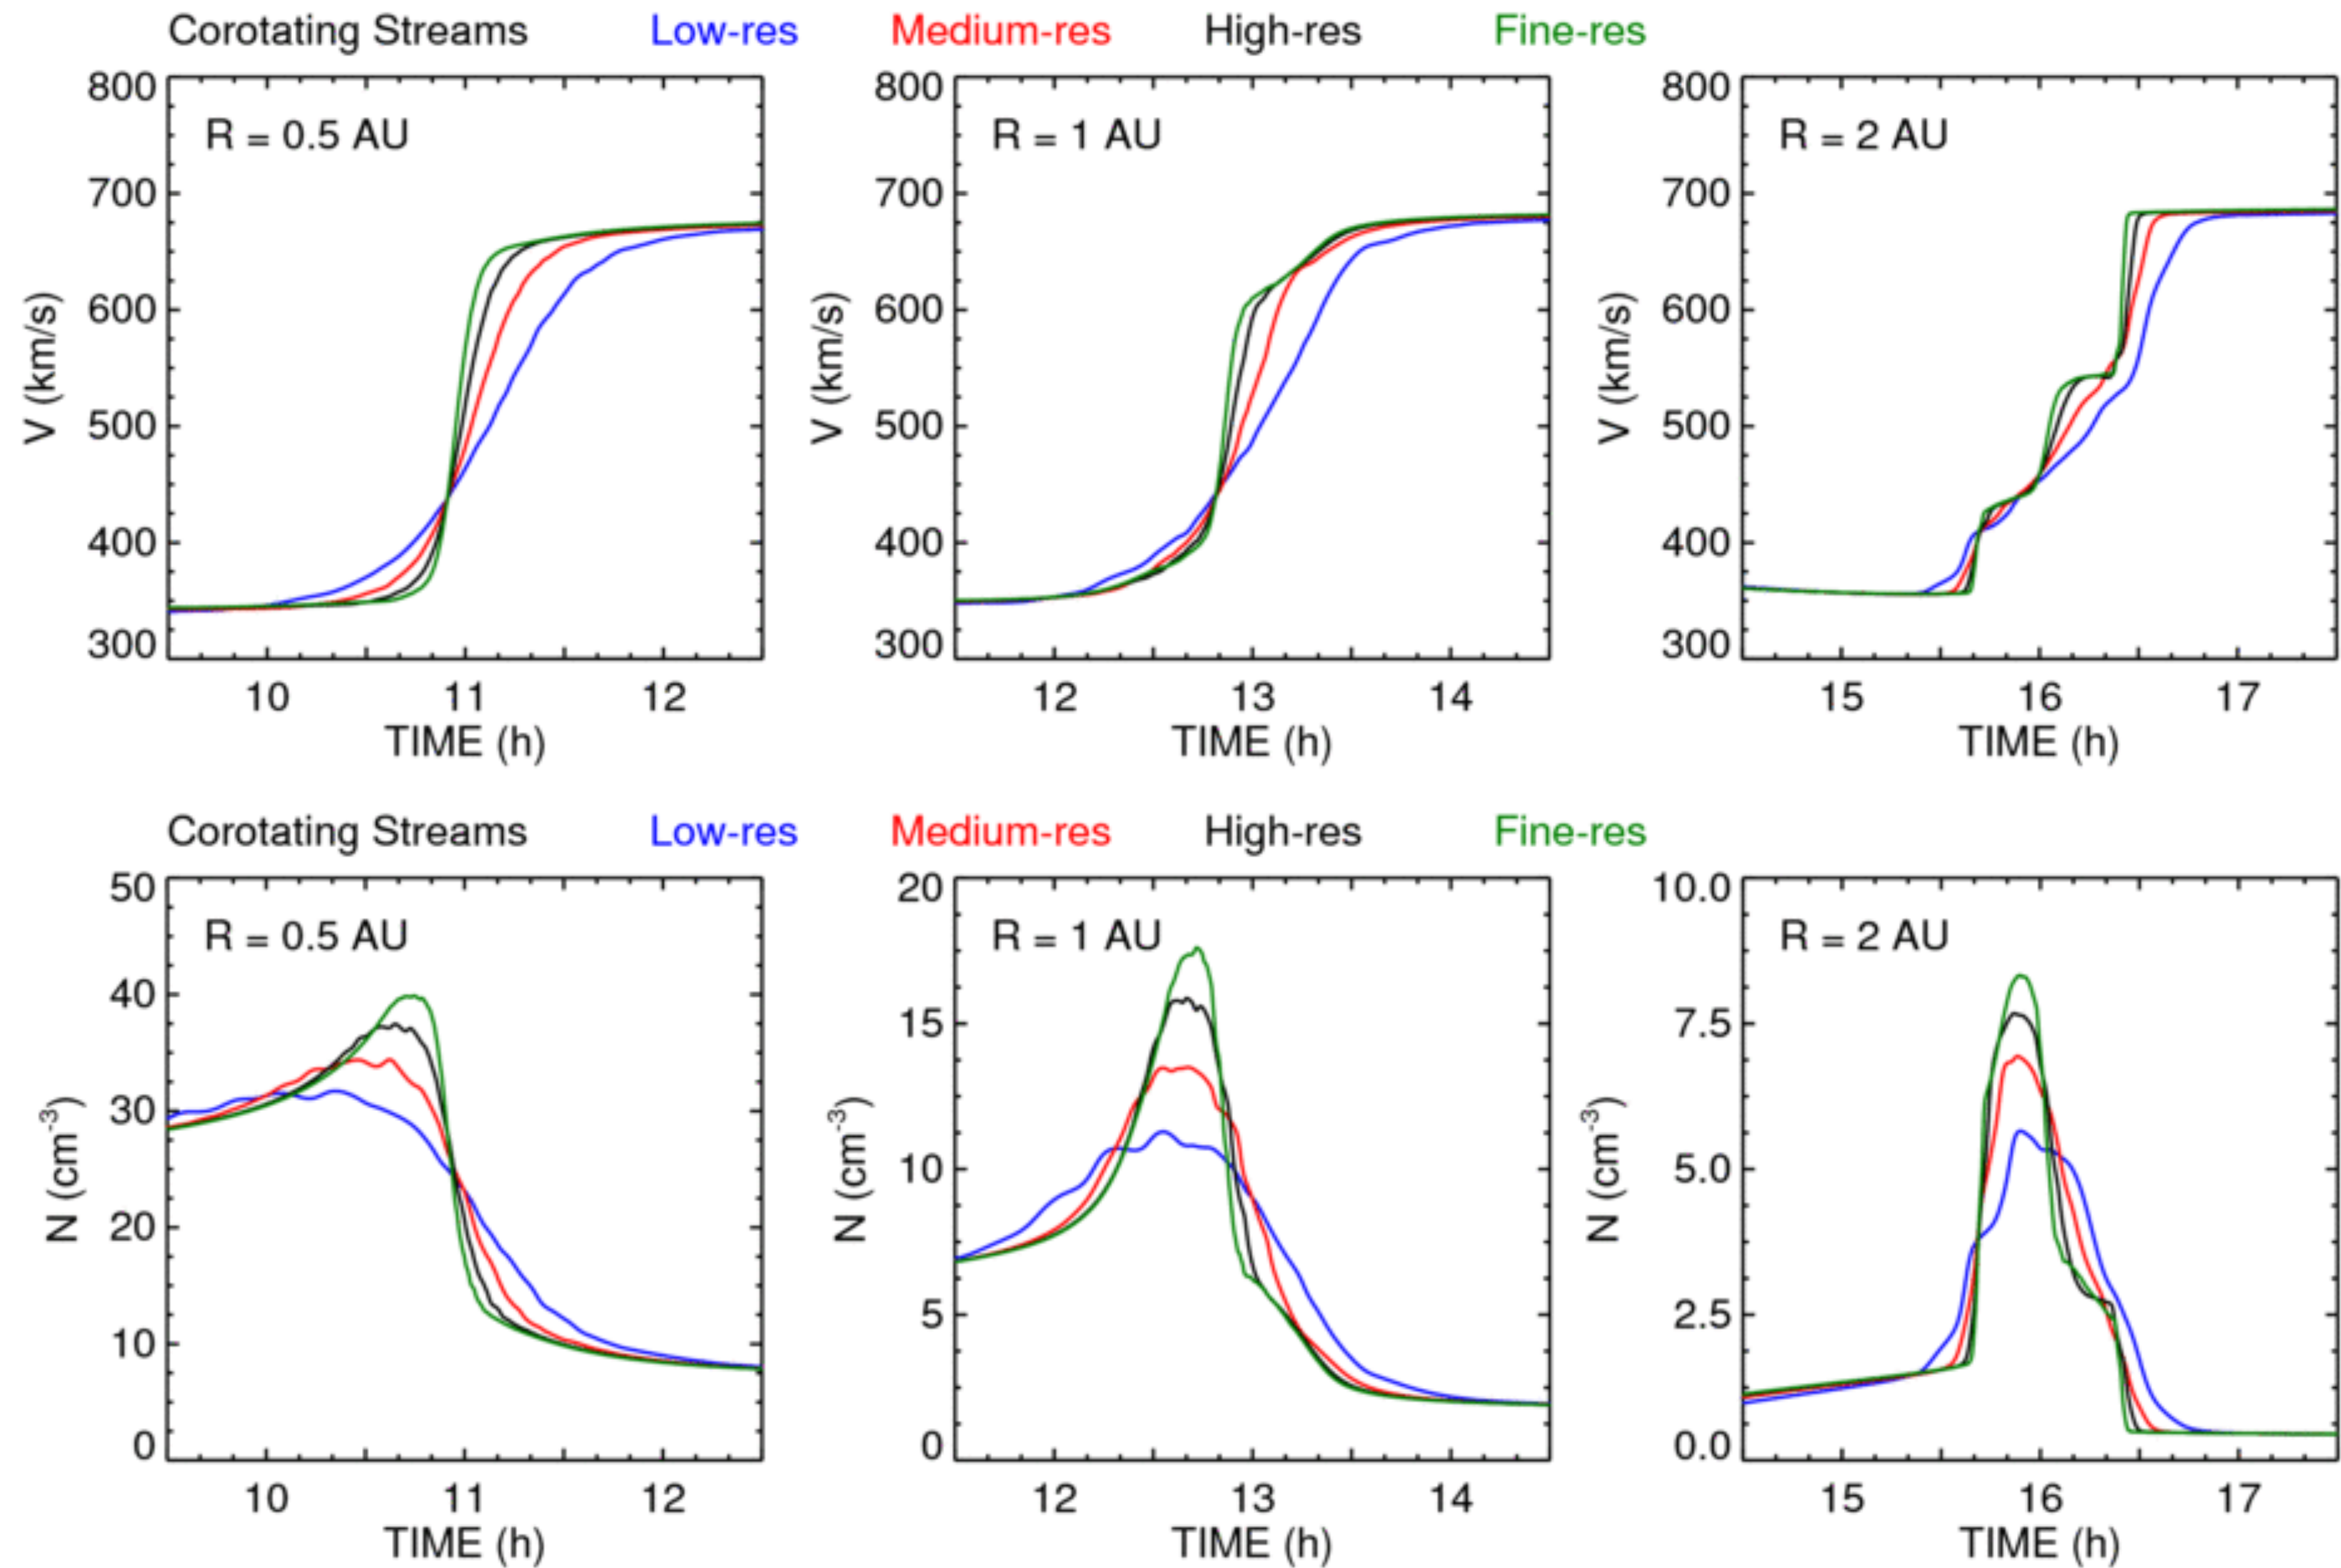 Corotating Streams Low-res Medium-res High-res Fine-res
800 800 800
R = 0.5 AU R = 1 AU R = 2 AU
700 700 700
600 600 600
V (km/s) V (km/s) V (km/s)
500 500 500
400 400 400
300 300 300
10 11 12 12 13 14 15 16 17
TIME (h) TIME (h) TIME (h)
Corotating Streams Low-res Medium-res High-res Fine-res
50 20 10.0
R = 0.5 AU R = 1 AU R = 2 AU
40 15 7.5
30 10 5.0
N (cm⁻³) N (cm⁻³) N (cm⁻³)
20 5 2.5
10
0 0 0.0
10 11 12 12 13 14 15 16 17
TIME (h) TIME (h) TIME (h)